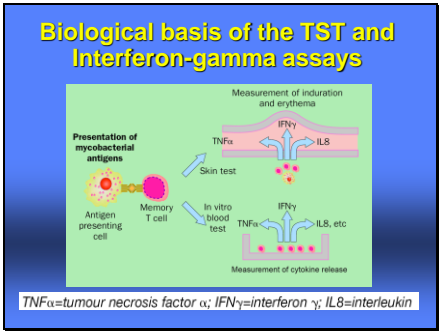 Biological basis of the TST and
Interferon-gamma assays
Measurement of induration
and erythema
IFNγ
TNFα
IL8
Presentation of
mycobacterial
antigens
Skin test
Antigen
presenting
cell
Memory
T cell
In vitro
blood
test
IFNγ
TNFα
IL8, etc
Measurement of cytokine release
TNFα=tumour necrosis factor α; IFNγ=interferon γ; IL8=interleukin